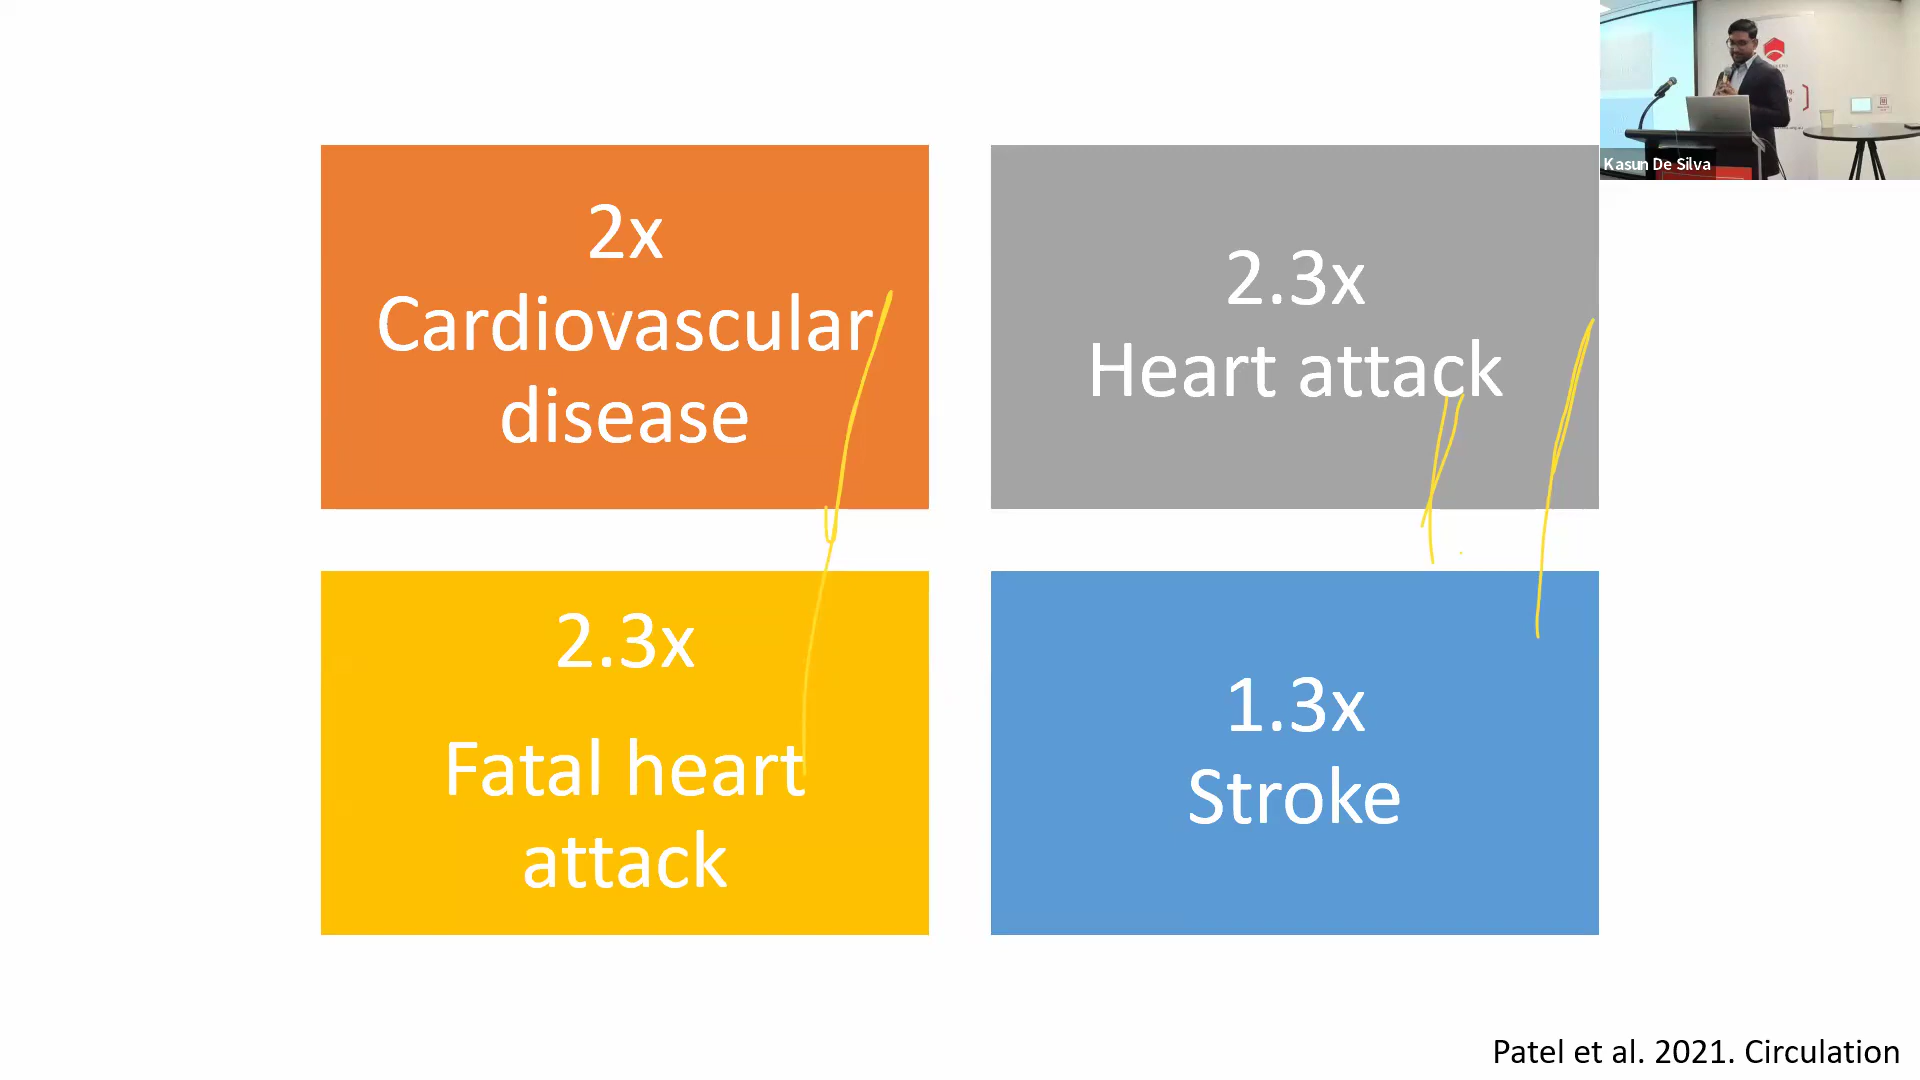 2x
Cardiovascular
disease
2.3x
Heart attack
2.3x
Fatal heart
attack
1.3x
Stroke
Kasun De Silva
Patel et al. 2021. Circulation